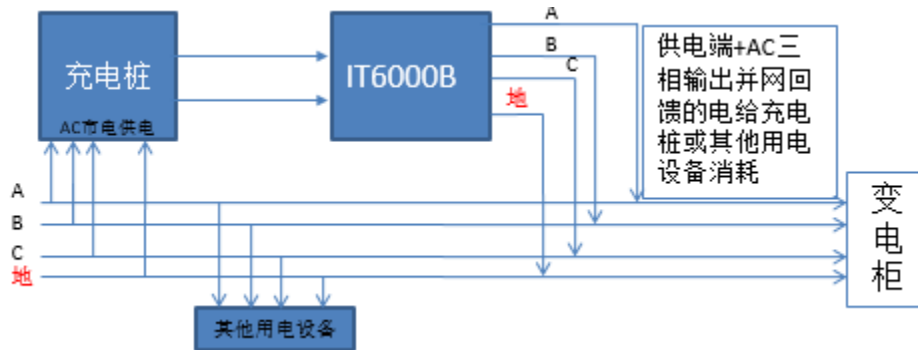 A
B
C
地
充电桩
AC市电供电
IT6000B
供电端+AC三
相输出并网回
馈的电给充电
桩或其他用电
设备消耗
A
B
C
地
变
电
柜
其他用电设备